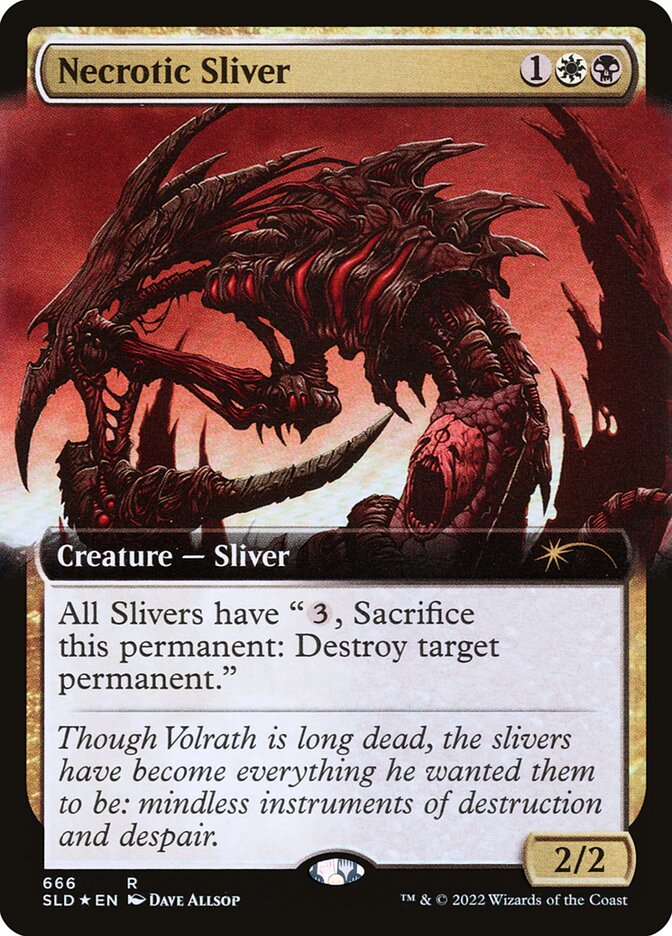 Necrotic Sliver 1
Creature — Sliver
All Slivers have “3, Sacrifice
this permanent: Destroy target
permanent.”
Though Volrath is long dead, the slivers
have become everything he wanted them
to be: mindless instruments of destruction
and despair.
2/2
666 R
SLD ★ EN Dave Allsop
™ & © 2022 Wizards of the Coast